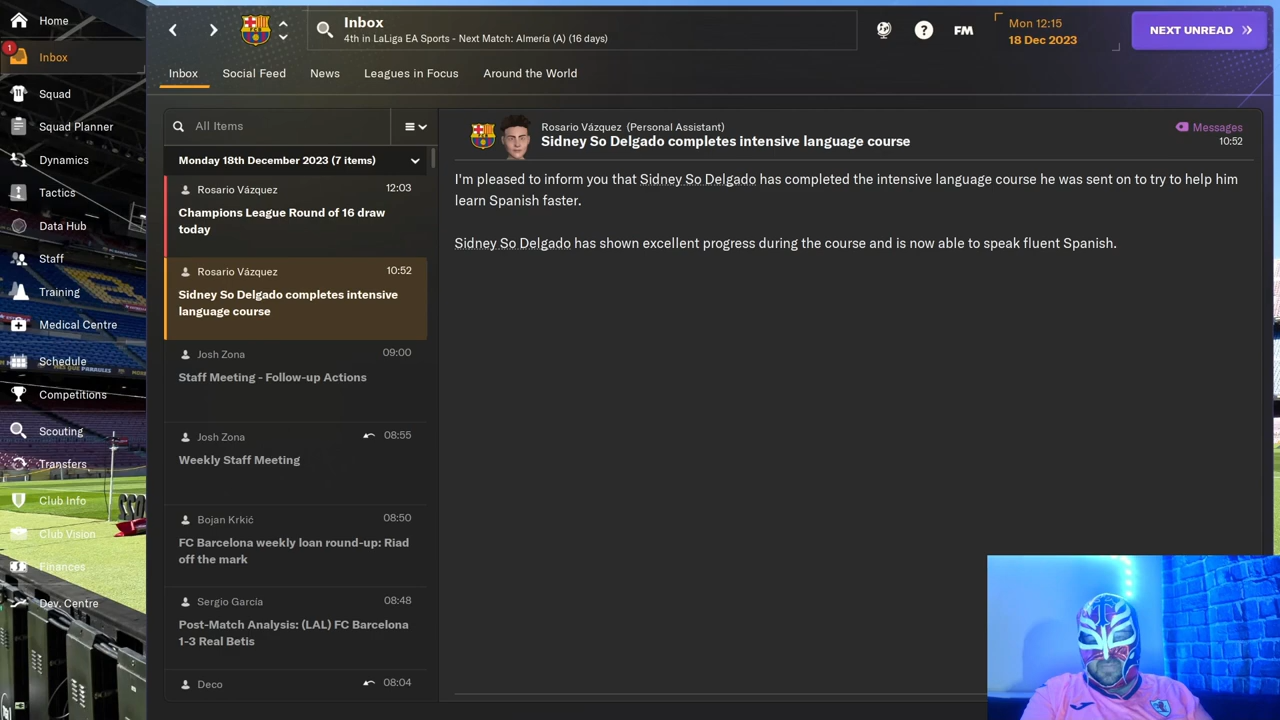 Home
1
Inbox
Squad
Squad Planner
Dynamics
Tactics
Data Hub
Staff
Training
Medical Centre
Schedule
Competitions
Scouting
Transfers
Club Info
Club Vision
Finances
Dev. Centre
Inbox
4th in LaLiga EA Sports - Next Match: Almería (A) (16 days)
?
FM
Mon 12:15
18 Dec 2023
NEXT UNREAD
Inbox
Social Feed
News
Leagues in Focus
Around the World
All Items
Monday 18th December 2023 (7 items)
Rosario Vázquez 12:03
Champions League Round of 16 draw
today
Rosario Vázquez 10:52
Sidney So Delgado completes intensive
language course
Josh Zona 09:00
Staff Meeting - Follow-up Actions
Josh Zona 08:55
Weekly Staff Meeting
Bojan Krkić 08:50
FC Barcelona weekly loan round-up: Riad
off the mark
Sergio García 08:48
Post-Match Analysis: (LAL) FC Barcelona
1-3 Real Betis
Deco 08:04
Rosario Vázquez (Personal Assistant)
Sidney So Delgado completes intensive language course
Messages
10:52
I'm pleased to inform you that Sidney So Delgado has completed the intensive language course he was sent on to try to help him
learn Spanish faster.
Sidney So Delgado has shown excellent progress during the course and is now able to speak fluent Spanish.